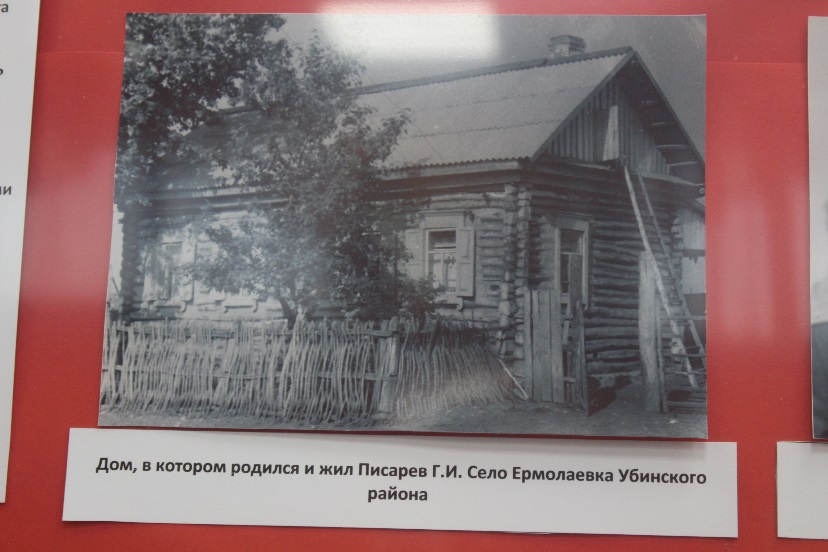 Дом, в котором родился и жил Писарев Г.И. Село Ермолаевка Убинского
района